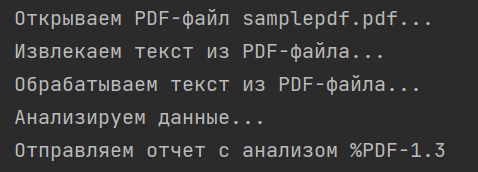 Открываем PDF-файл samplepdf.pdf...
Извлекаем текст из PDF-файла...
Обрабатываем текст из PDF-файла...
Анализируем данные...
Отправляем отчет с анализом %PDF-1.3